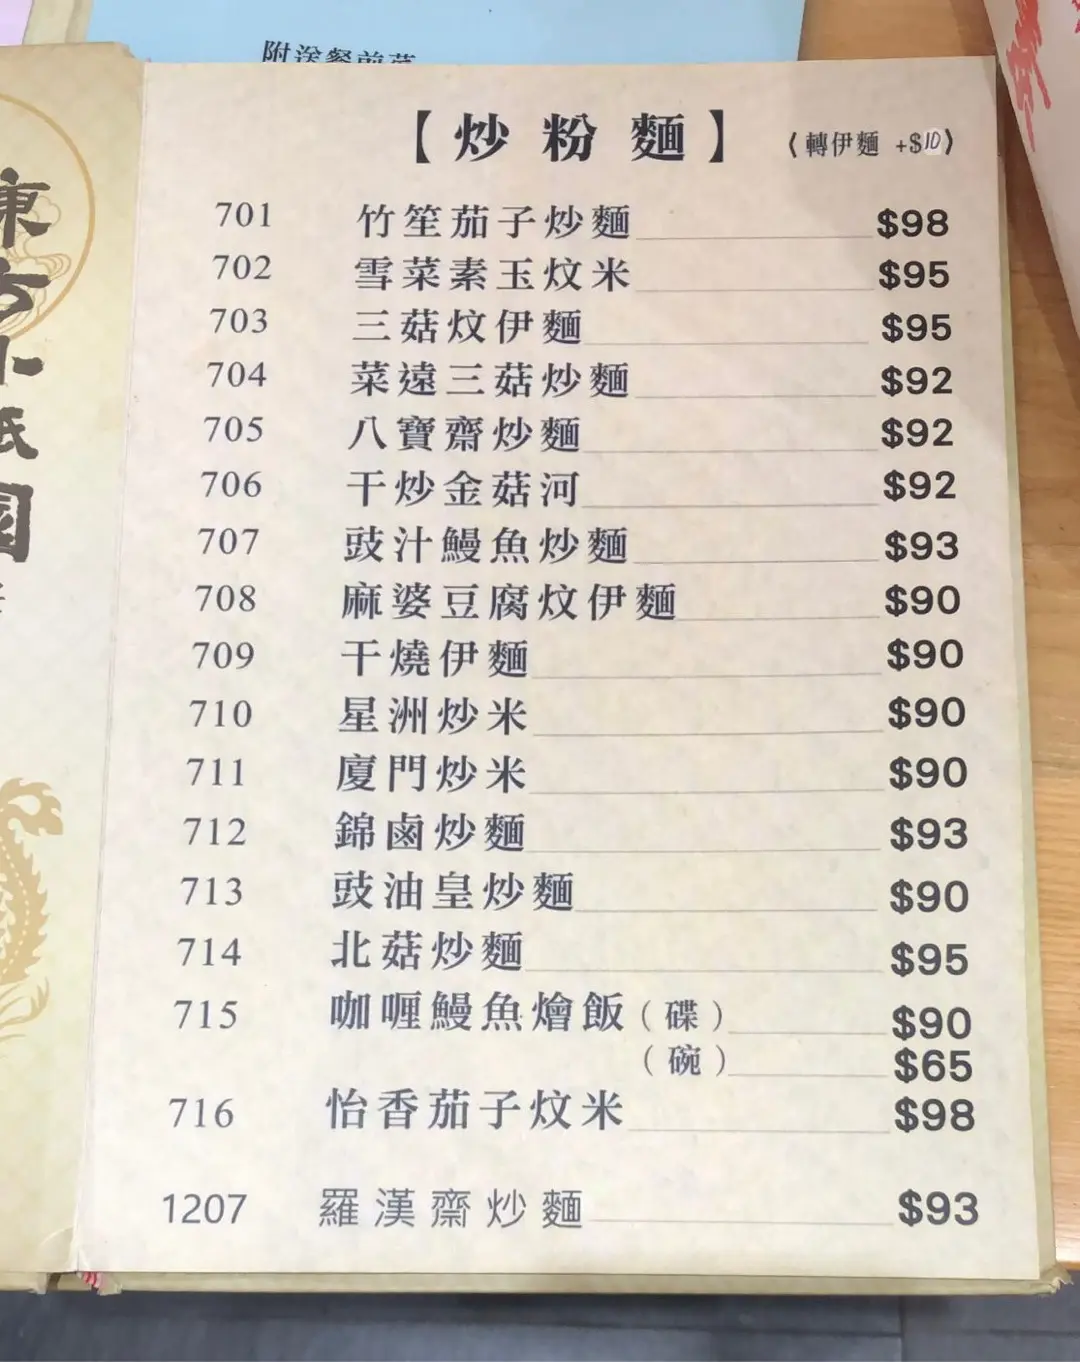 附送餐前
【炒粉麵】 (轉伊麵 +$10)
701 竹笙茄子炒麵 $98
702 雪菜素玉炆米 $95
703 三菇炆伊麵 $95
704 菜遠三菇炒麵 $92
705 八寶齋炒麵 $92
706 干炒金菇河 $92
707 豉汁鰻魚炒麵 $93
708 麻婆豆腐炆伊麵 $90
709 干燒伊麵 $90
710 星洲炒米 $90
711 廈門炒米 $90
712 錦鹵炒麵 $93
713 豉油皇炒麵 $90
714 北菇炒麵 $95
715 咖喱鰻魚燴飯(碟) $90
(碗) $65
716 怡香茄子炆米 $98
1207 羅漢齋炒麵 $93